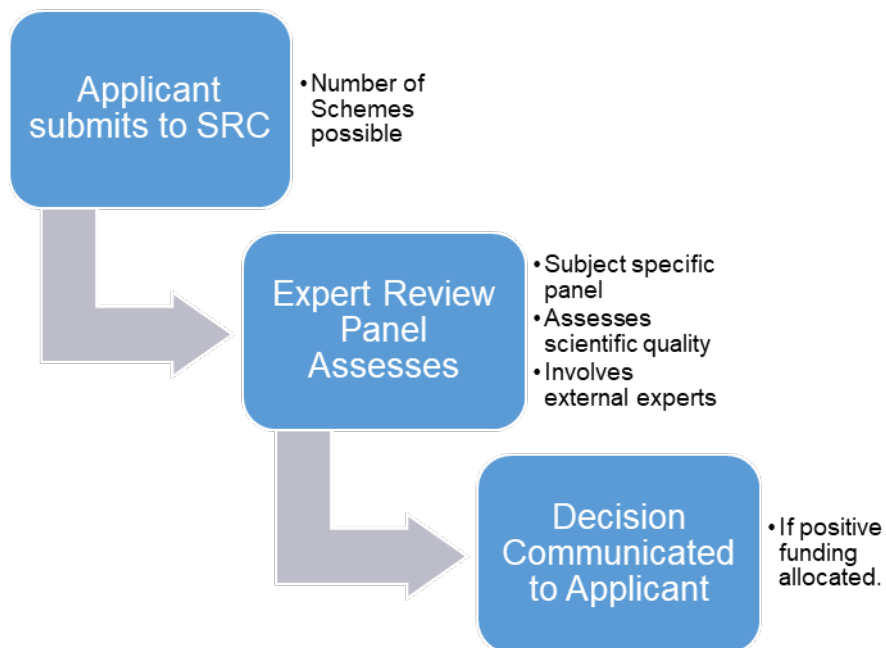 Applicant
submits to SRC
•Number of
Schemes
possible
Expert Review
Panel
Assesses
•Subject specific
panel
•Assesses
scientific quality
•Involves
external experts
Decision
Communicated
to Applicant
•If positive
funding
allocated.